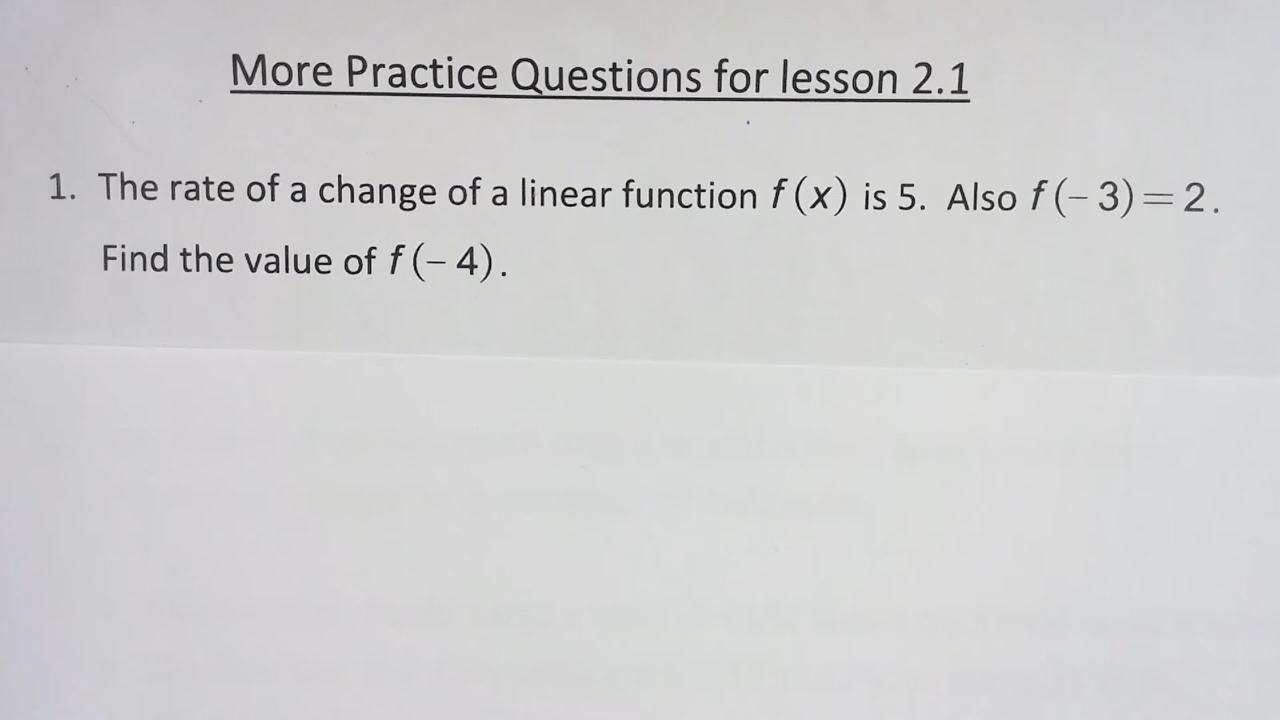 More Practice Questions for lesson 2.1
1. The rate of a change of a linear function f(x) is 5. Also f(-3)=2.
Find the value of f(-4).